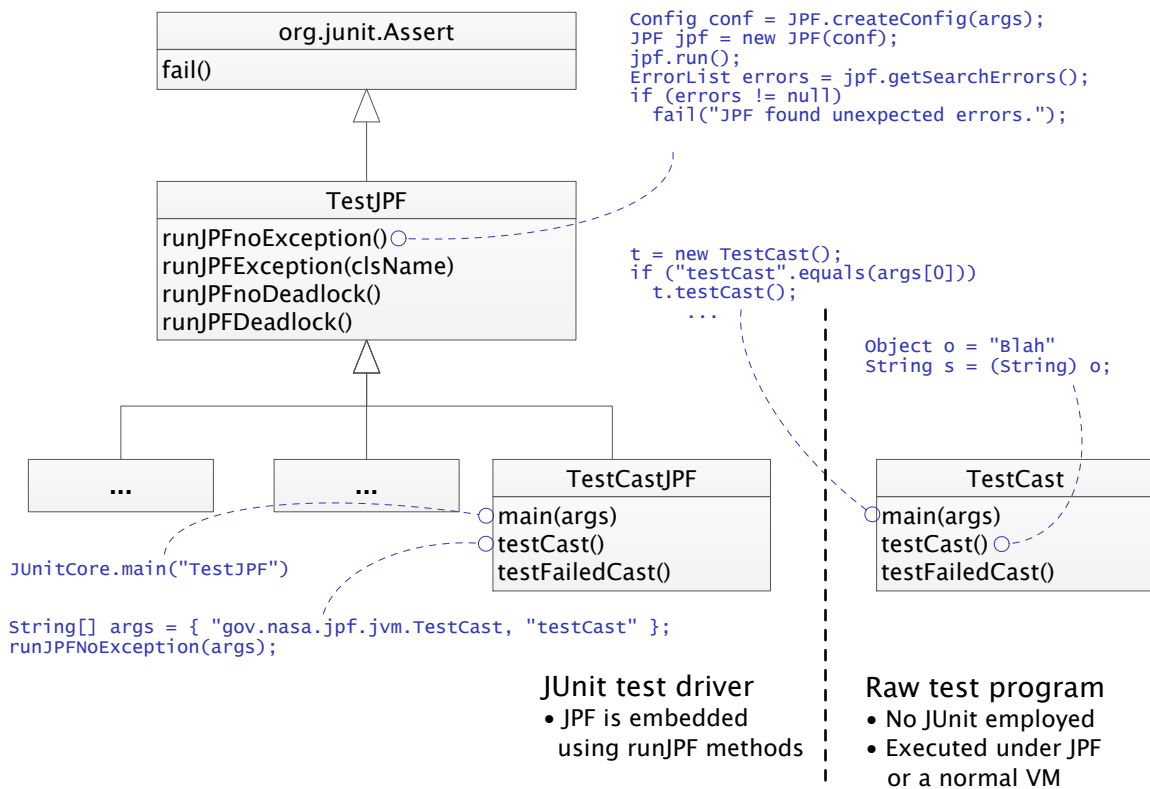 org.junit.Assert
fail()
Config conf = JPF.createConfig(args);
JPF jpf = new JPF(conf);
jpf.run();
ErrorList errors = jpf.getSearchErrors();
if (errors != null)
fail("JPF found unexpected errors.");
TestJPF
runJPFnoException()
runJPFException(clsName)
runJPFnoDeadlock()
runJPFDeadlock()
t = new TestCast();
if ("testCast".equals(args[0]))
t.testCast();
...
Object o = "Blah"
String s = (String) o;
...
...
TestCastJPF
main(args)
testCast()
testFailedCast()
TestCast
main(args)
testCast()
testFailedCast()
JUnitCore.main("TestJPF")
String[] args = { "gov.nasa.jpf.jvm.TestCast, "testCast" };
runJPFNoException(args);
JUnit test driver
• JPF is embedded
using runJPF methods
Raw test program
• No JUnit employed
• Executed under JPF
or a normal VM